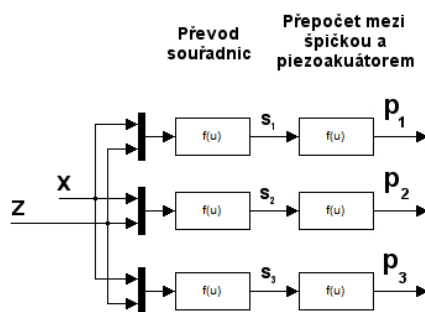 Převod
souřadnic
Přepočet mezi
špičkou a
piezoakuátorem
f(u) s₁ f(u) p₁
X
f(u) s₂ f(u) p₂
Z
f(u) s₃ f(u) p₃